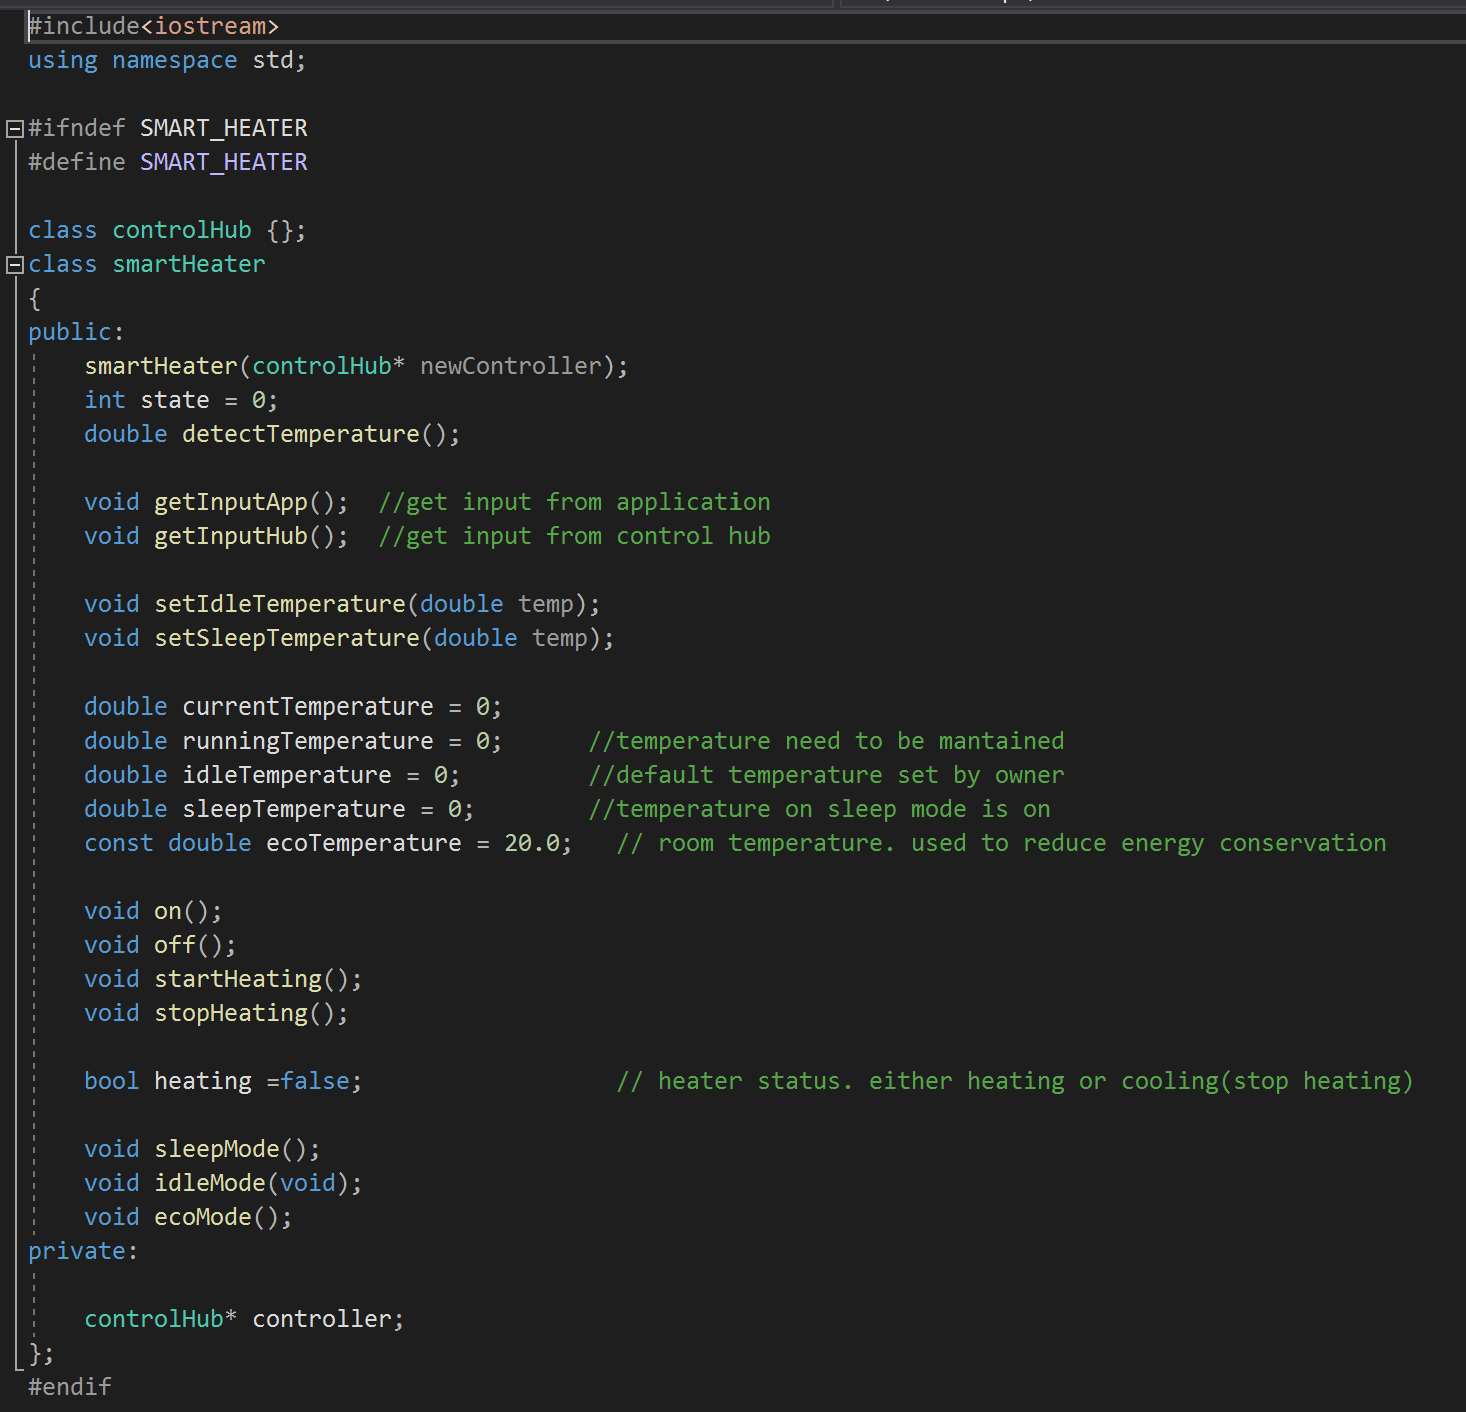 #include<iostream>
using namespace std;
#ifndef SMART_HEATER
#define SMART_HEATER
class controlHub {};
class smartHeater
{
public:
smartHeater(controlHub* newController);
int state = 0;
double detectTemperature();
void getInputApp();  //get input from application
void getInputHub();  //get input from control hub
void setIdleTemperature(double temp);
void setSleepTemperature(double temp);
double currentTemperature = 0;
double runningTemperature = 0;      //temperature need to be mantained
double idleTemperature = 0;         //default temperature set by owner
double sleepTemperature = 0;        //temperature on sleep mode is on
const double ecoTemperature = 20.0;   // room temperature. used to reduce energy conservation
void on();
void off();
void startHeating();
void stopHeating();
bool heating =false;                  // heater status. either heating or cooling(stop heating)
void sleepMode();
void idleMode(void);
void ecoMode();
private:
controlHub* controller;
};
#endif